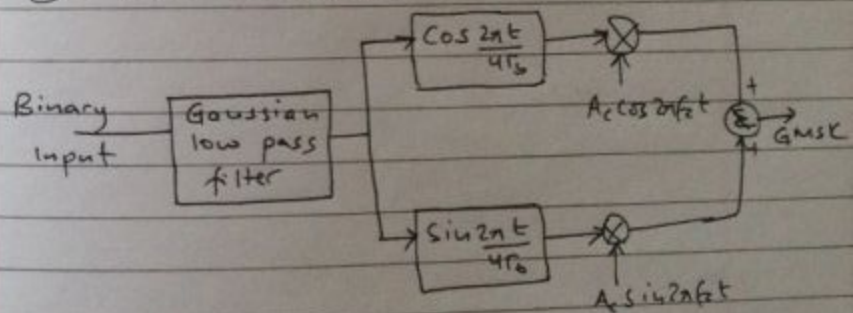 Binary
Input
Gaussian
low pass
filter
Cos 2πt
4Tb
Ac Cos 2πfct
+
Σ
GMSK
+
Sin 2πt
4Tb
Ac Sin 2πfct